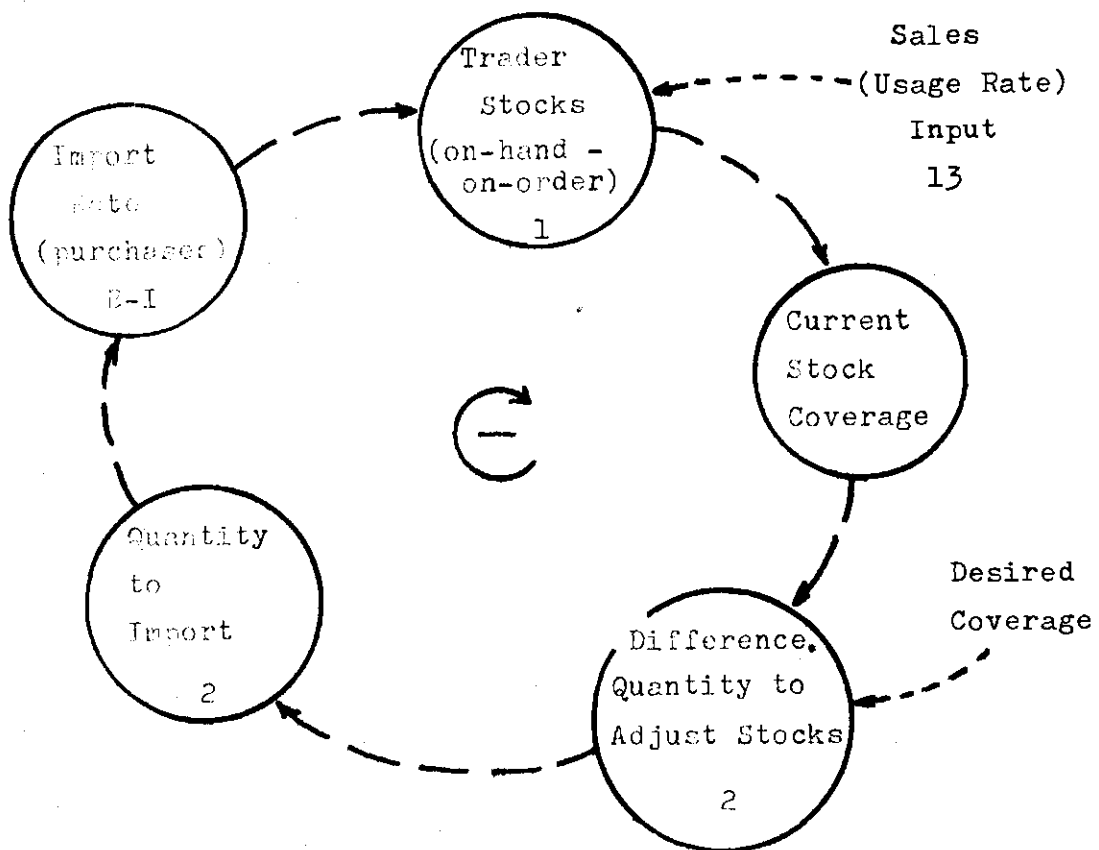 Trader
Stocks
(on-hand -
on-order)
1
Sales
(Usage Rate)
Input
13
Import
(purchases)
Current
Stock
Coverage
—
Desired
Coverage
Difference.
Quantity to
Adjust Stocks
2
Quantity
to
Import
2